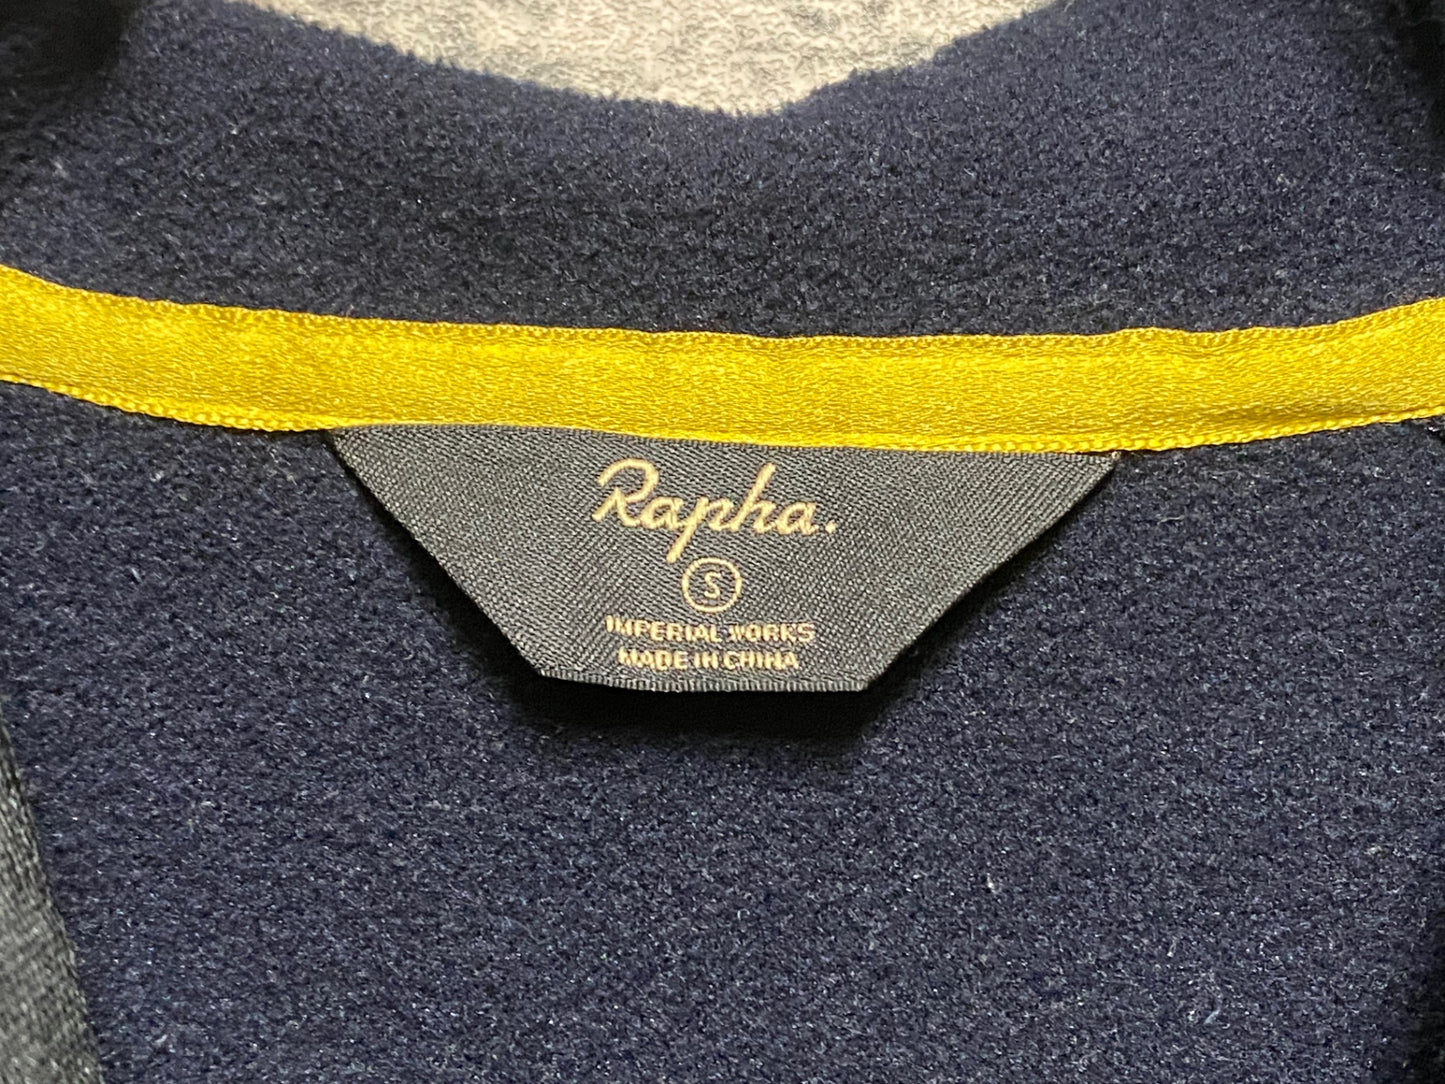 Rapha.
S
IMPERIAL WORKS
MADE IN CHINA